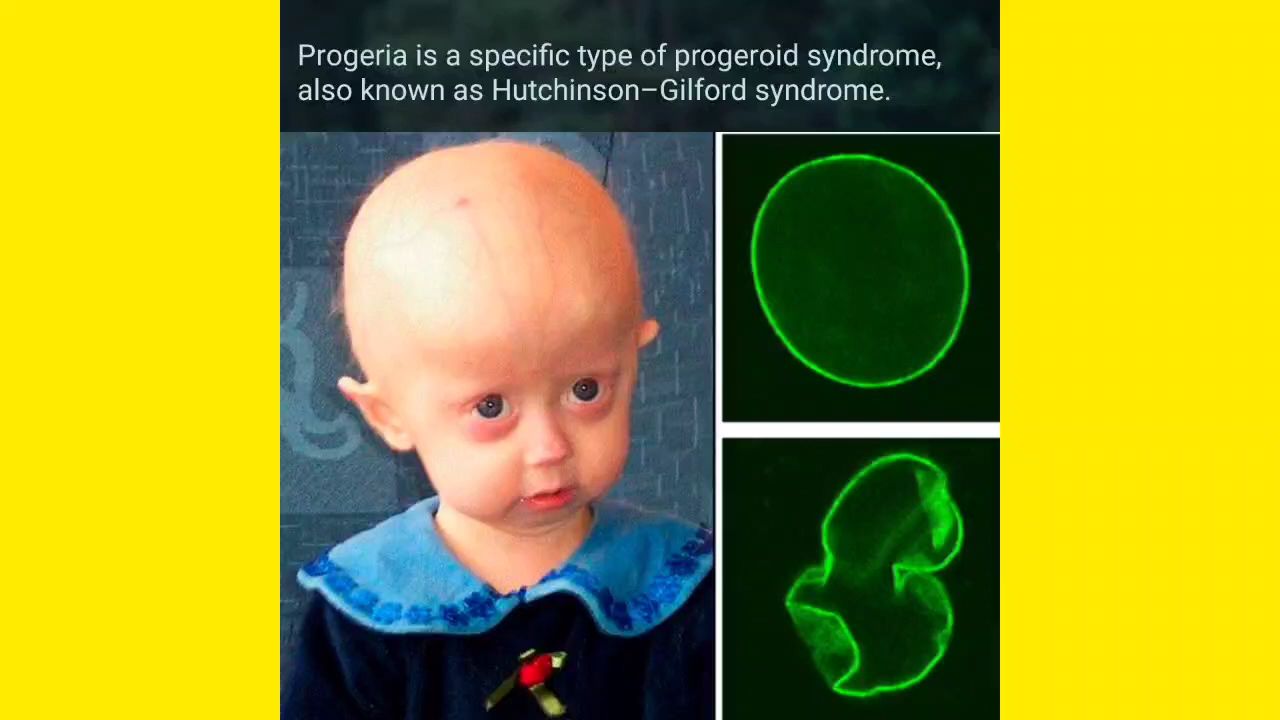 Progeria is a specific type of progeroid syndrome,
also known as Hutchinson–Gilford syndrome.